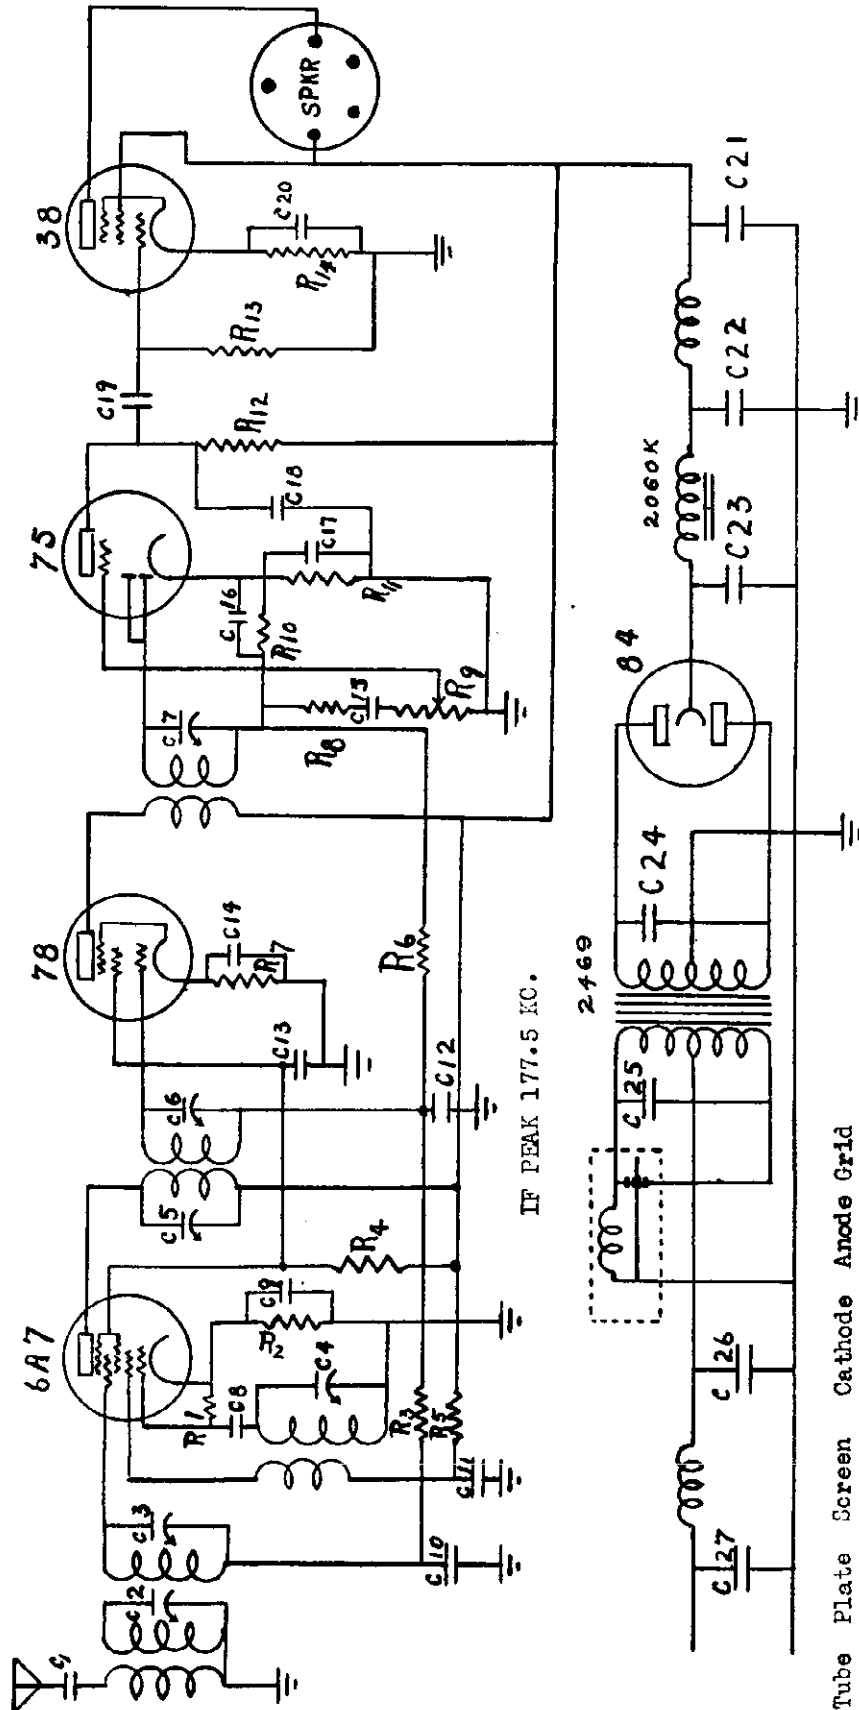 6A7
78
75
38
SPKR
C1
C2
C3
C5
C6
C7
C19
R1
C8
C4
R2
C9
R4
C13
C14
R7
C16
R10
C17
C18
R12
R13
R14
C20
C10
C11
R3
R5
C12
R6
R8
C15
R9
R11
IF PEAK 177.5 KC.
2469
84
2060K
C27
C26
C25
C24
C23
C22
C21
Tube Plate Screen Cathode Anode Grid